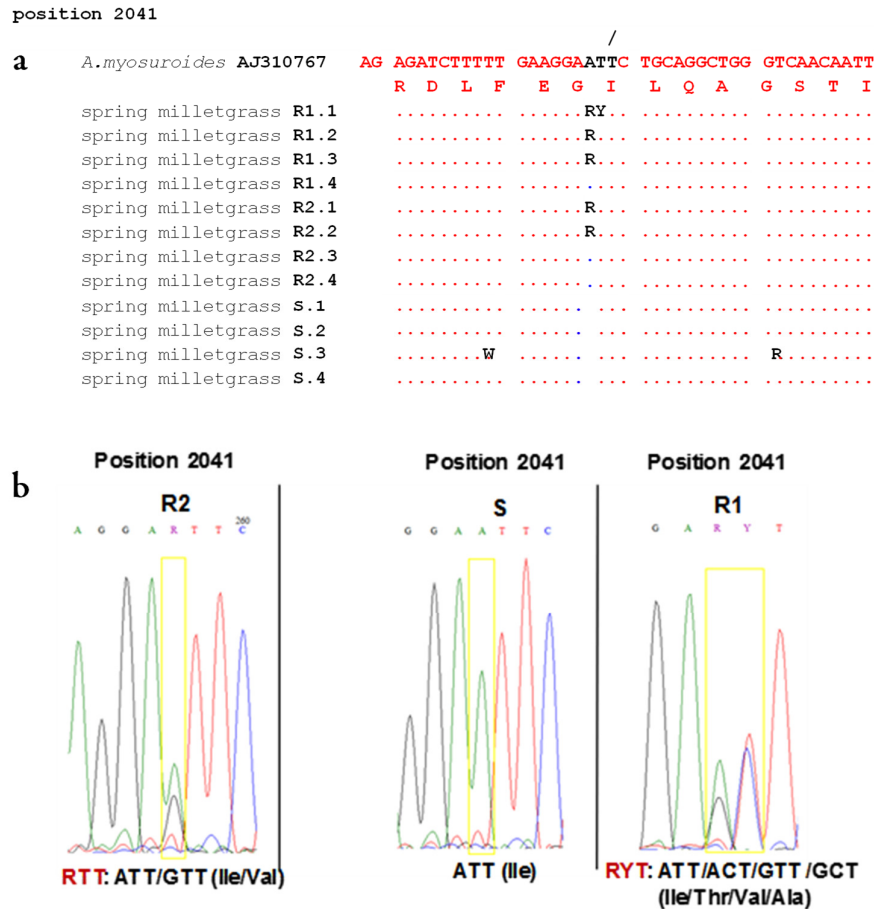 position 2041
/
a A.myosuroides AJ310767 AG AGATCTTTTT GAAGGAATTC TGCAGGCTGG GTCAACAATT
R D L F E G I L Q A G S T I
spring milletgrass R1.1 .......... ......RY.. .......... ..........
spring milletgrass R1.2 .......... ......R... .......... ..........
spring milletgrass R1.3 .......... ......R... .......... ..........
spring milletgrass R1.4 .......... .......... .......... ..........
spring milletgrass R2.1 .......... ......R... .......... ..........
spring milletgrass R2.2 .......... ......R... .......... ..........
spring milletgrass R2.3 .......... .......... .......... ..........
spring milletgrass R2.4 .......... .......... .......... ..........
spring milletgrass S.1 .......... .......... .......... ..........
spring milletgrass S.2 .......... .......... .......... ..........
spring milletgrass S.3 ........W. .......... .......... .R........
spring milletgrass S.4 .......... .......... .......... ..........
b
Position 2041
R2
260
A G G A R T T C
RTT: ATT/GTT (Ile/Val)
Position 2041
S
G G A A T T C
ATT (Ile)
Position 2041
R1
G A R Y T
RYT: ATT/ACT/GTT/GCT
(Ile/Thr/Val/Ala)